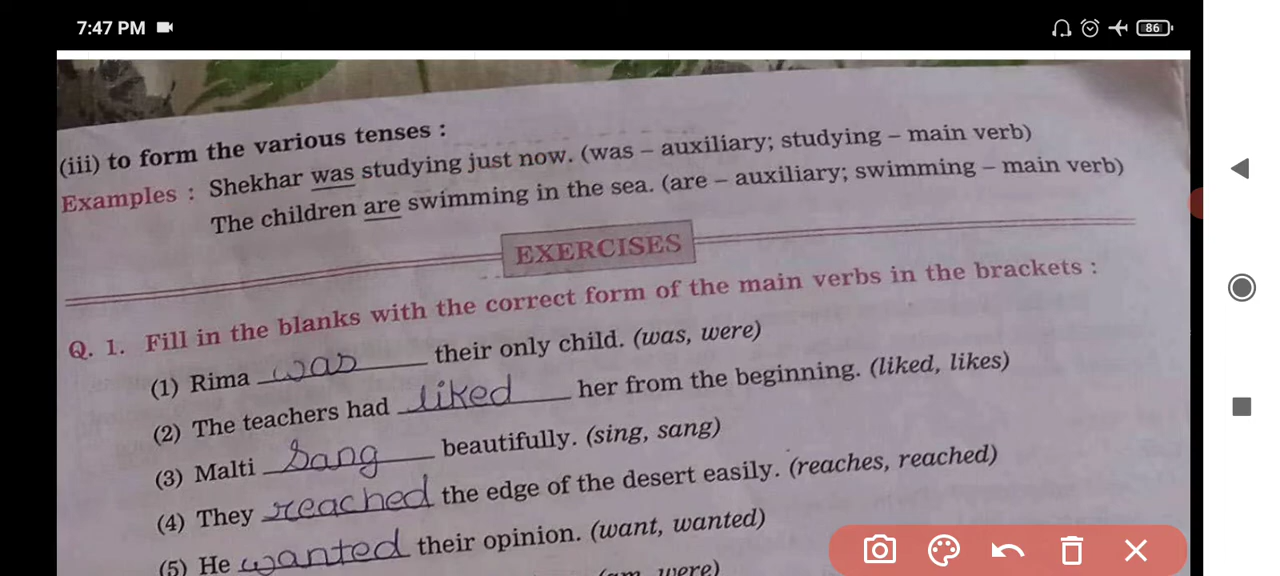 7:47 PM
86
(iii) to form the various tenses :
Examples : Shekhar was studying just now. (was – auxiliary; studying – main verb)
The children are swimming in the sea. (are – auxiliary; swimming – main verb)
EXERCISES
Q. 1. Fill in the blanks with the correct form of the main verbs in the brackets :
(1) Rima was their only child. (was, were)
(2) The teachers had liked her from the beginning. (liked, likes)
(3) Malti Sang beautifully. (sing, sang)
(4) They reached the edge of the desert easily. (reaches, reached)
(5) He wanted their opinion. (want, wanted)
(am, were)